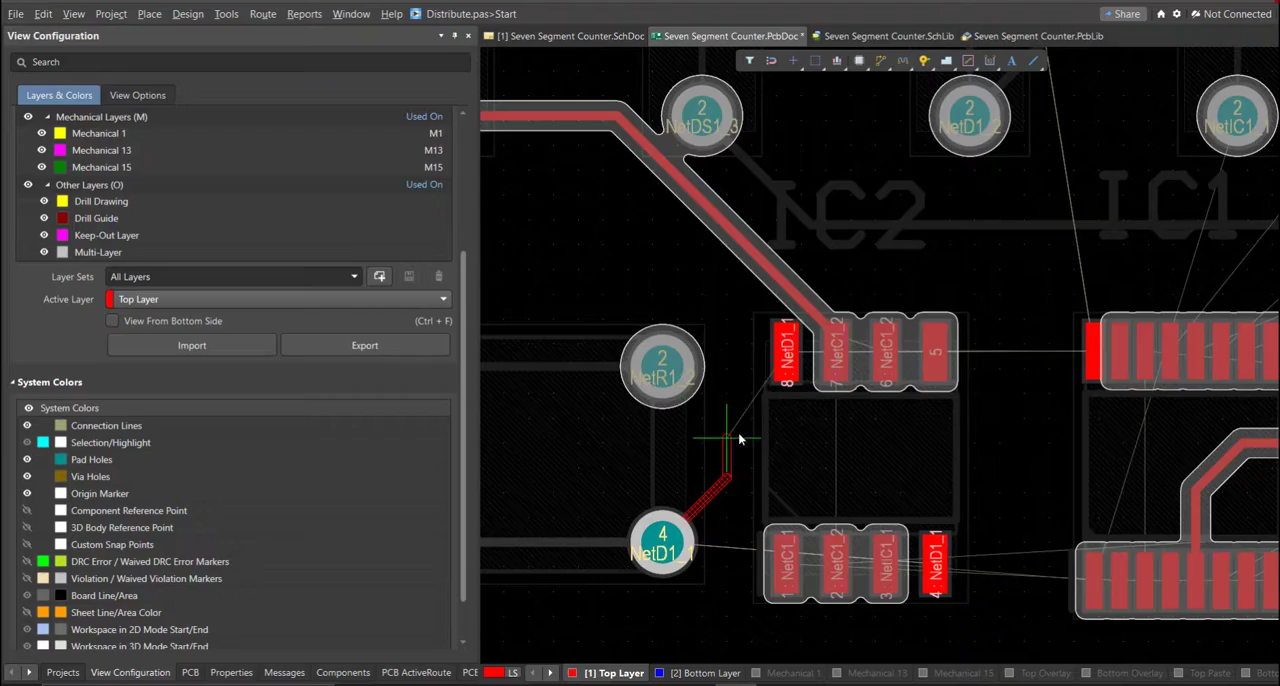 File Edit View Project Place Design Tools Route Reports Window Help Distribute.pas>Start Share Not Connected
View Configuration
[1] Seven Segment Counter.SchDoc Seven Segment Counter.PcbDoc * Seven Segment Counter.SchLib Seven Segment Counter.PcbLib
Search
Layers & Colors View Options
Mechanical Layers (M) Used On
Mechanical 1 M1
Mechanical 13 M13
Mechanical 15 M15
Other Layers (O) Used On
Drill Drawing
Drill Guide
Keep-Out Layer
Multi-Layer
Layer Sets All Layers
Active Layer Top Layer
View From Bottom Side (Ctrl + F)
Import Export
System Colors
System Colors
Connection Lines
Selection/Highlight
Pad Holes
Via Holes
Origin Marker
Component Reference Point
3D Body Reference Point
Custom Snap Points
DRC Error / Waived DRC Error Markers
Violation / Waived Violation Markers
Board Line/Area
Sheet Line/Area Color
Workspace in 2D Mode Start/End
Workspace in 3D Mode Start/End
2
NetDS1_3
2
NetD1_2
2
NetIC1_1
IC2
IC1
2
NetR1_2
8 : NetD1_1
7 : NetC1_2
6 : NetC1_2
5
4
NetD1_1
1 : NetC1_1
2 : NetC1_2
3 : NetC1_1
4 : NetD1_1
Projects View Configuration PCB Properties Messages Components PCB ActiveRoute PCE LS [1] Top Layer [2] Bottom Layer Mechanical 1 Mechanical 13 Mechanical 15 Top Overlay Bottom Overlay Top Paste